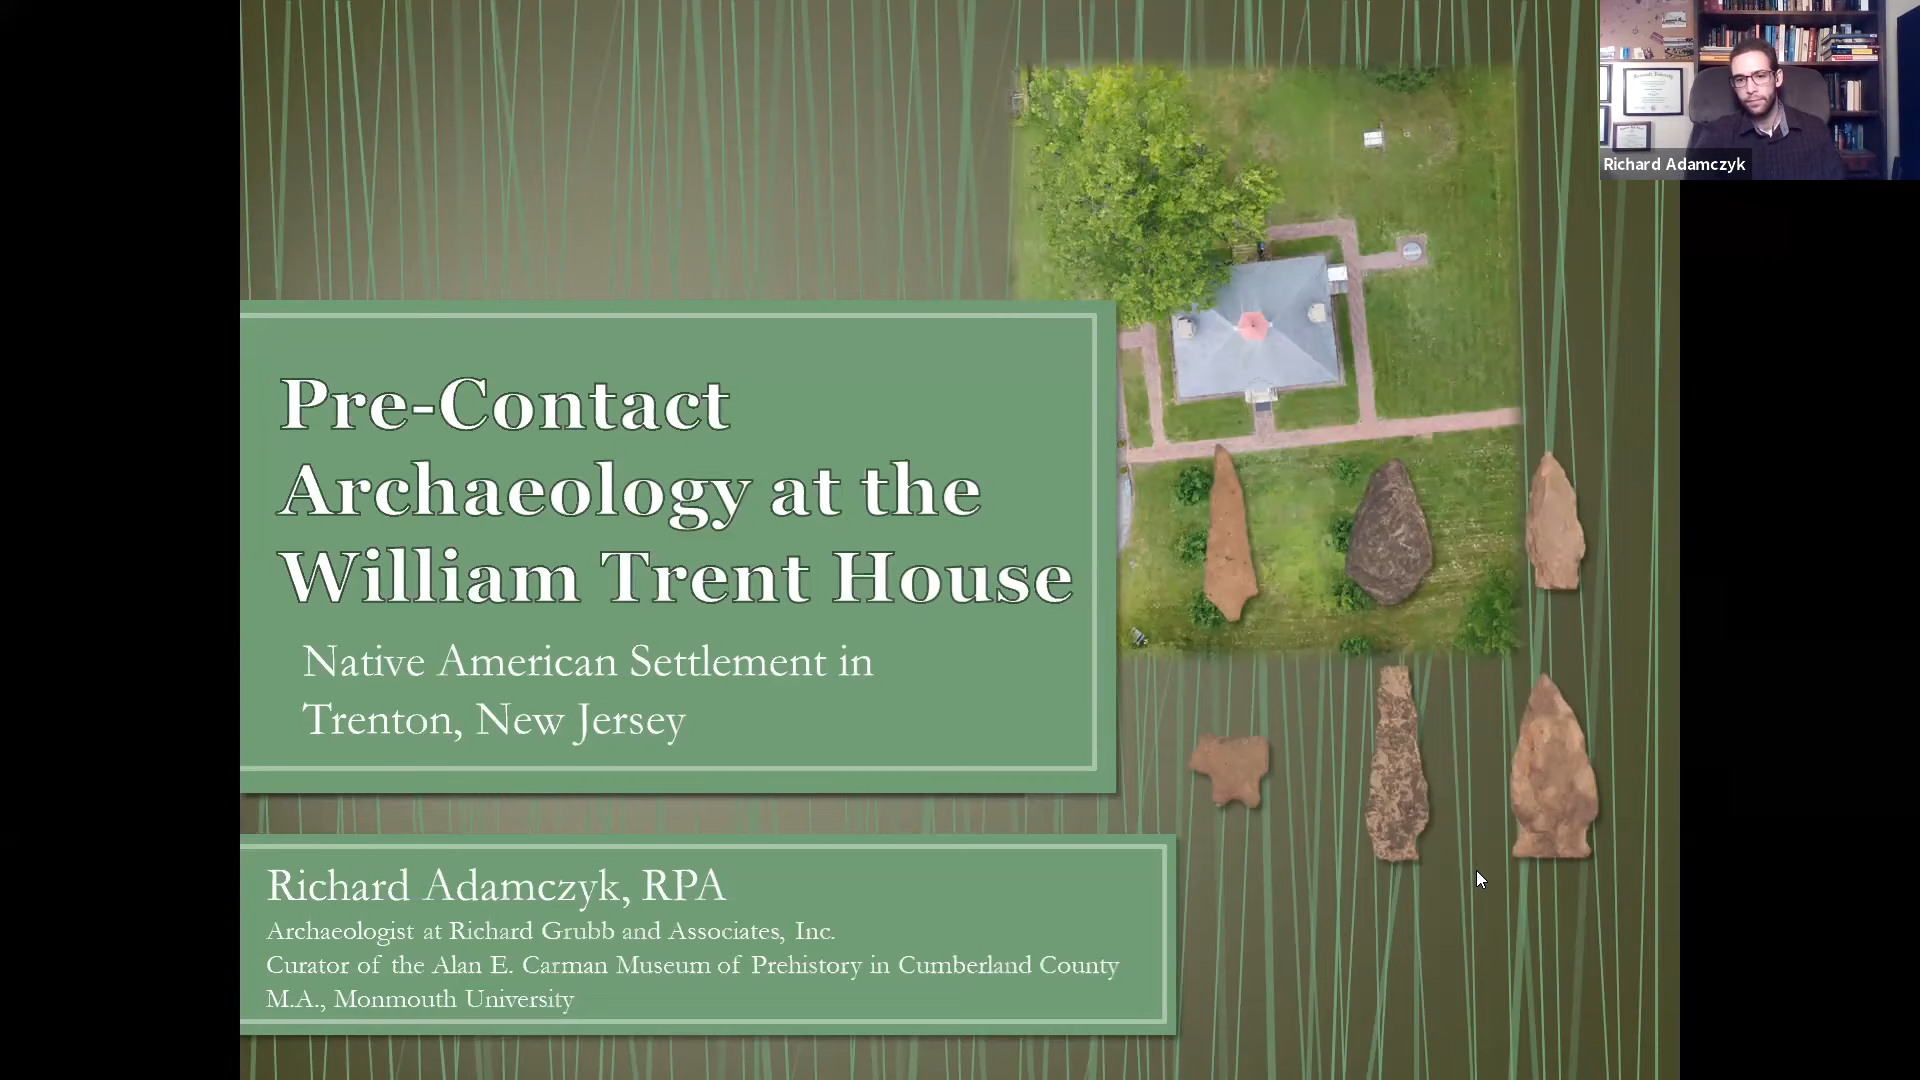 Pre-Contact
Archaeology at the
William Trent House
Native American Settlement in
Trenton, New Jersey
Richard Adamczyk, RPA
Archaeologist at Richard Grubb and Associates, Inc.
Curator of the Alan E. Carman Museum of Prehistory in Cumberland County
M.A., Monmouth University
Richard Adamczyk